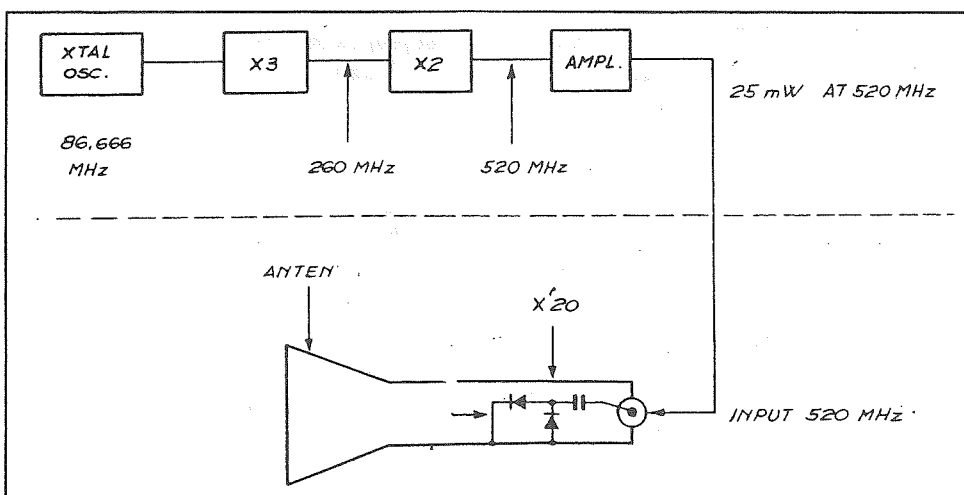 XTAL
OSC.
X3
X2
AMPL.
25 mW AT 520 MHz
86,666
MHz
260 MHz
520 MHz
ANTEN
X'20
INPUT 520 MHz